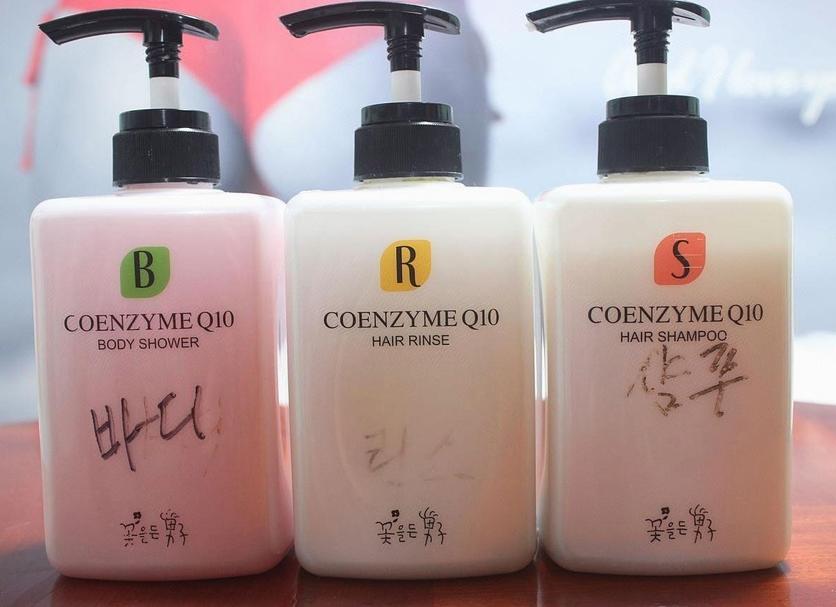 B
COENZYME Q10
BODY SHOWER
바디
꽃을든 男子
R
COENZYME Q10
HAIR RINSE
린스
꽃을든 男子
S
COENZYME Q10
HAIR SHAMPOO
샴푸
꽃을든 男子